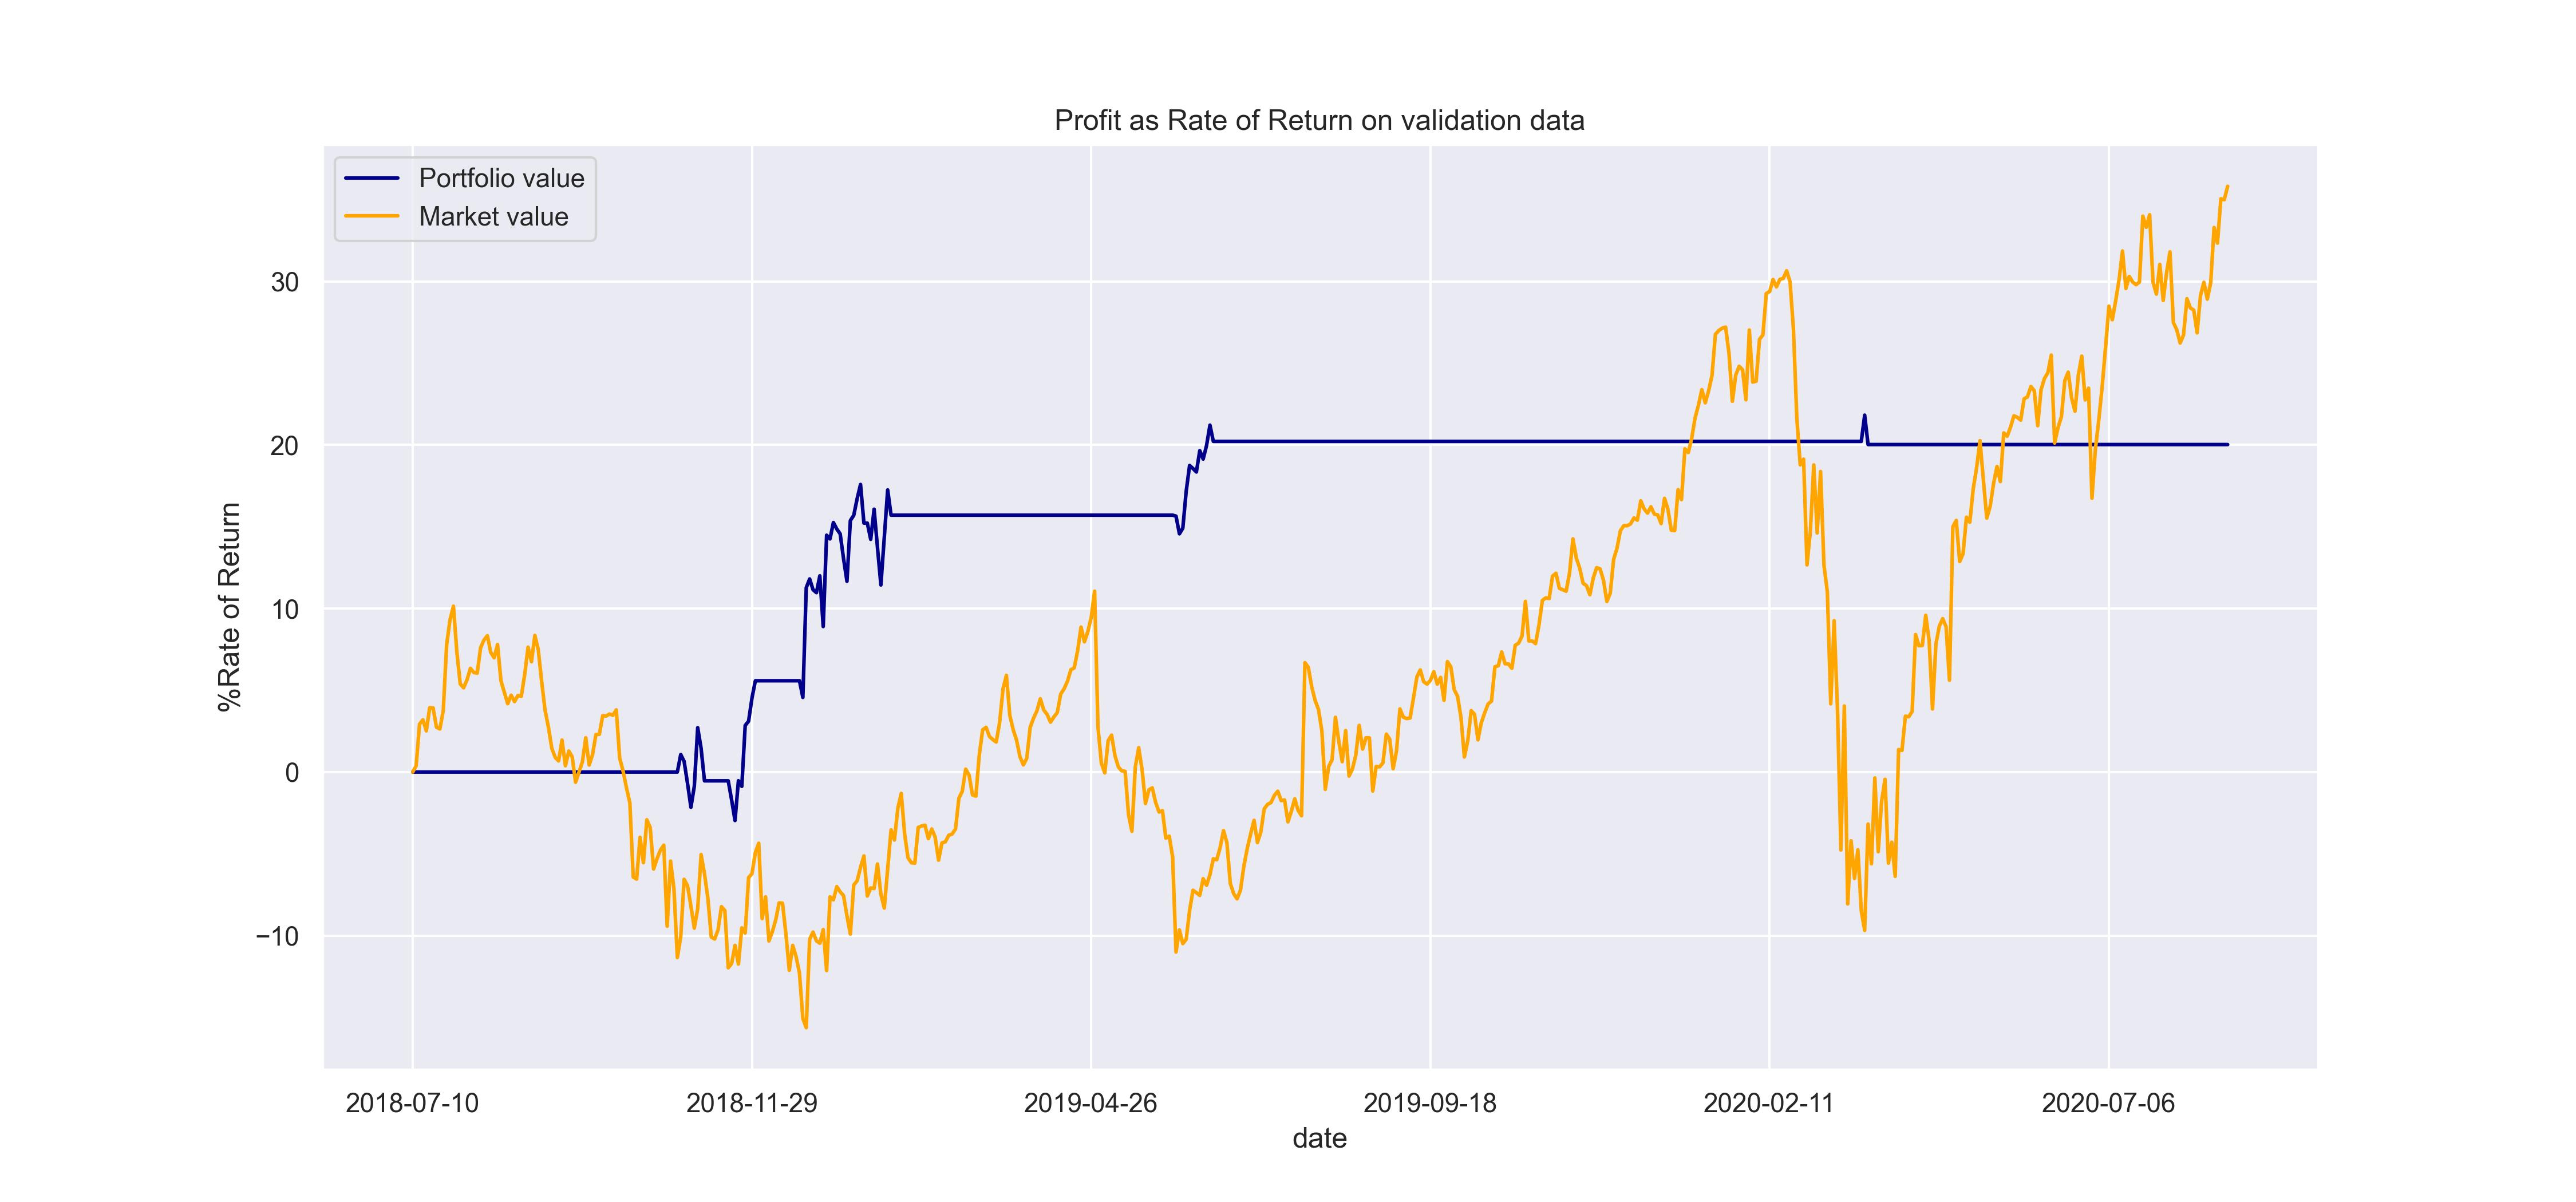 Profit as Rate of Return on validation data
Portfolio value
Market value
%Rate of Return
30
20
10
0
−10
2018-07-10
2018-11-29
2019-04-26
2019-09-18
2020-02-11
2020-07-06
date